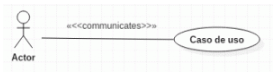 «<<communicates>>»
Caso de uso
Actor